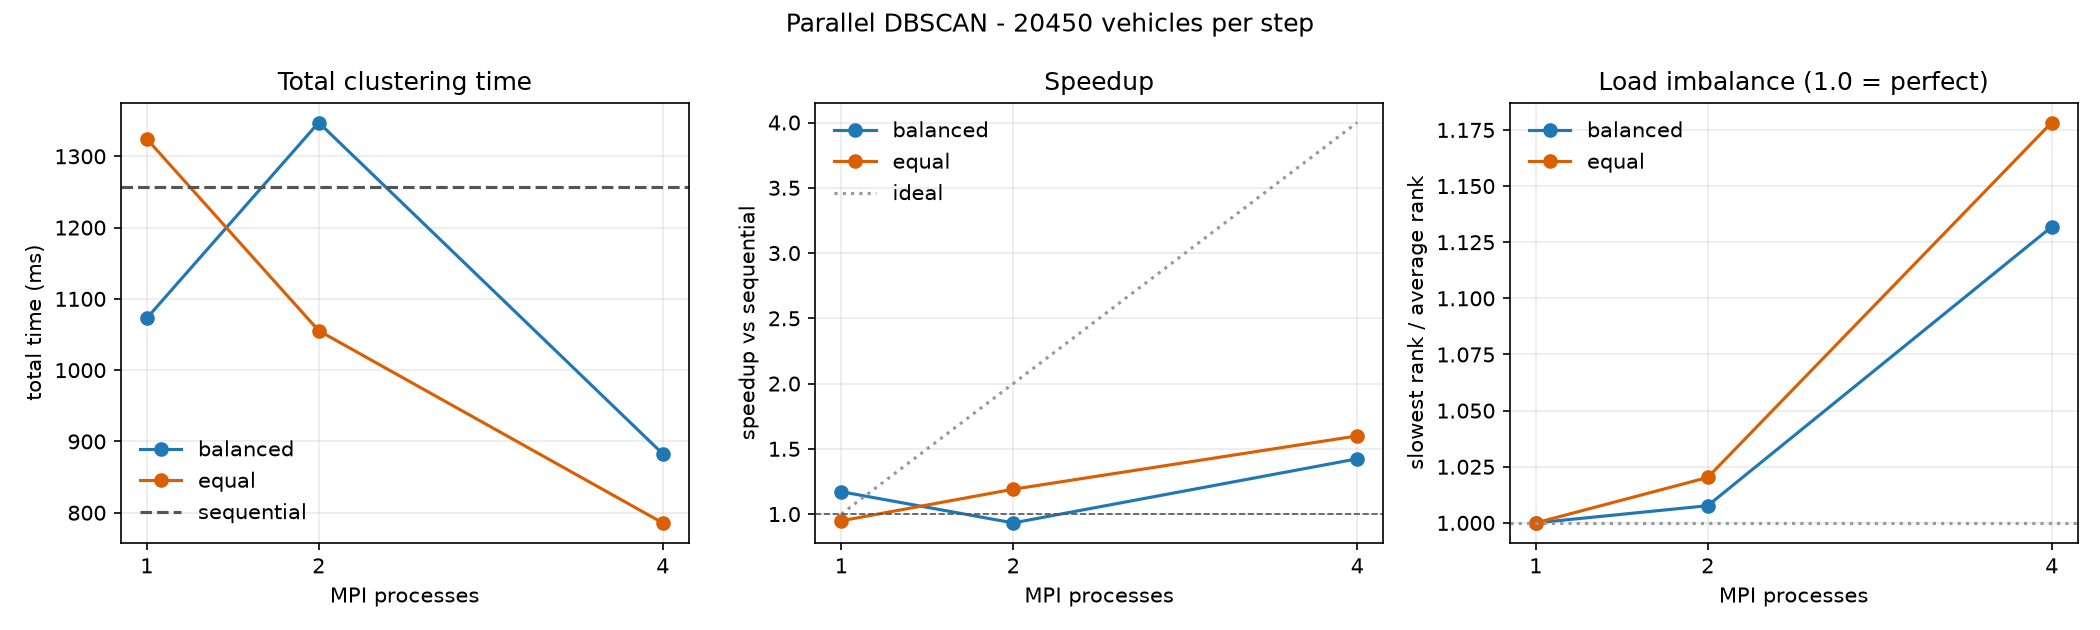 Parallel DBSCAN - 20450 vehicles per step
Total clustering time
total time (ms)
1300
1200
1100
1000
900
800
balanced
equal
sequential
1
2
4
MPI processes
Speedup
speedup vs sequential
4.0
3.5
3.0
2.5
2.0
1.5
1.0
balanced
equal
ideal
1
2
4
MPI processes
Load imbalance (1.0 = perfect)
slowest rank / average rank
1.175
1.150
1.125
1.100
1.075
1.050
1.025
1.000
balanced
equal
1
2
4
MPI processes